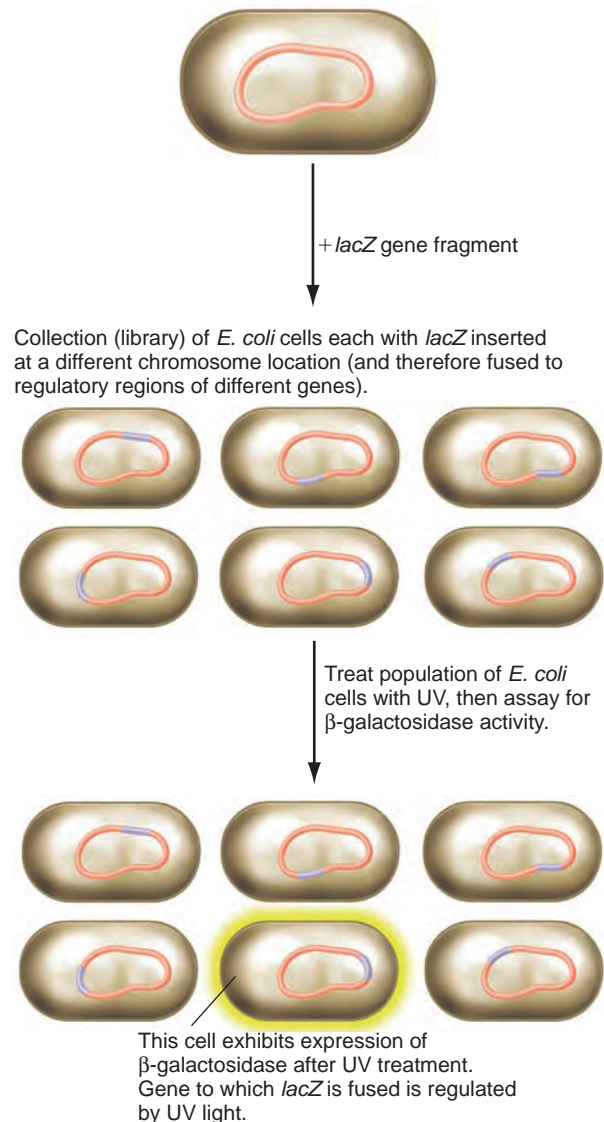 +lacZ gene fragment
Collection (library) of E. coli cells each with lacZ inserted
at a different chromosome location (and therefore fused to
regulatory regions of different genes).
Treat population of E. coli
cells with UV, then assay for
β-galactosidase activity.
This cell exhibits expression of
β-galactosidase after UV treatment.
Gene to which lacZ is fused is regulated
by UV light.